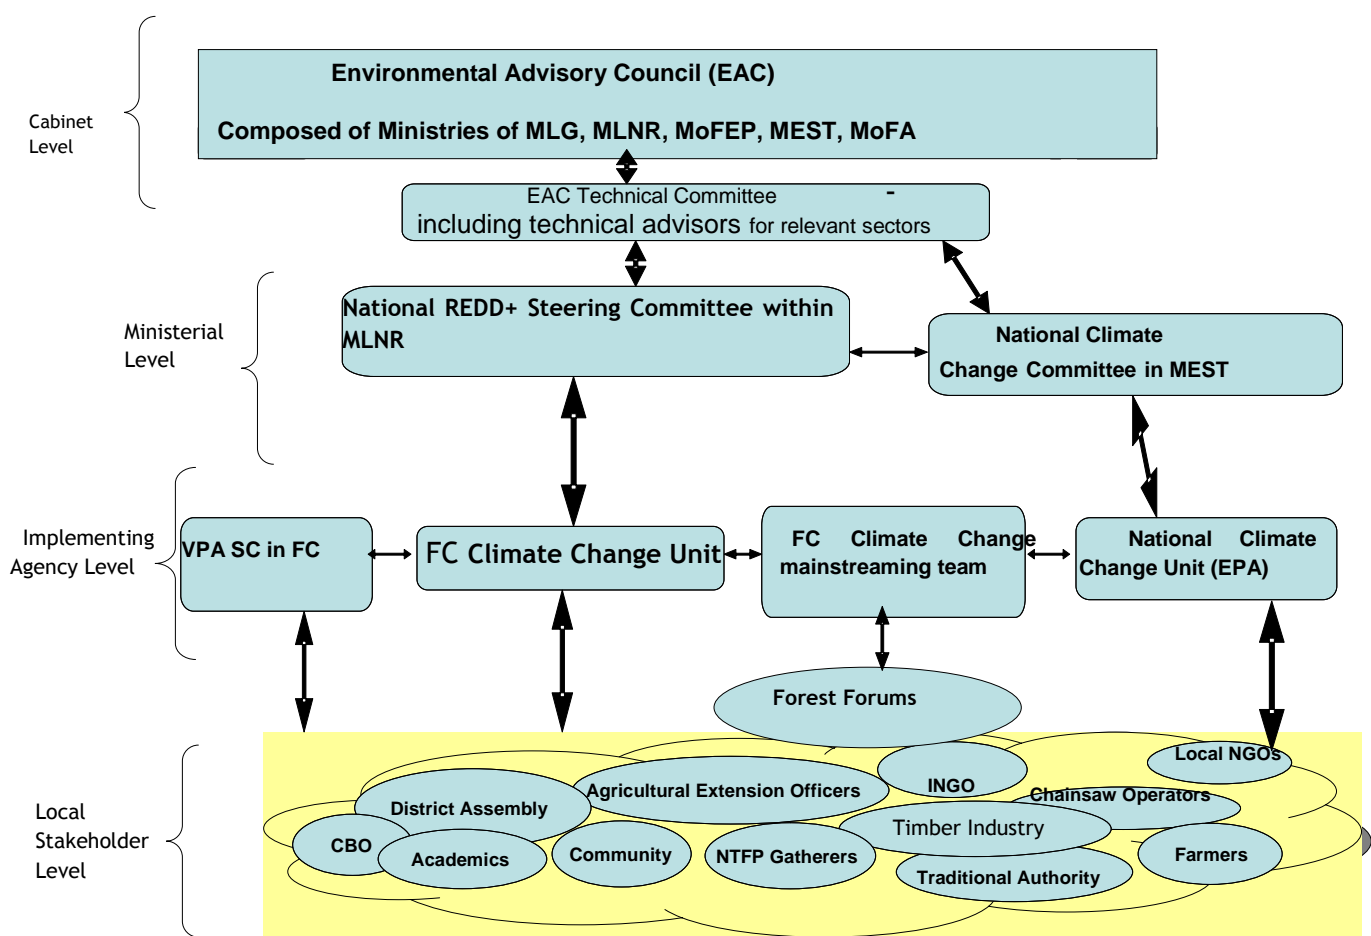 Environmental Advisory Council (EAC)
Composed of Ministries of MLG, MLNR, MoFEP, MEST, MoFA
Cabinet
Level
EAC Technical Committee -
including technical advisors for relevant sectors
Ministerial
Level
National REDD+ Steering Committee within
MLNR
National Climate
Change Committee in MEST
Implementing
Agency Level
VPA SC in FC
FC Climate Change Unit
FC Climate Change
mainstreaming team
National Climate
Change Unit (EPA)
Forest Forums
Local
Stakeholder
Level
Local NGOs
INGO
Agricultural Extension Officers
Chainsaw Operators
District Assembly
Timber Industry
CBO
Academics
Community
NTFP Gatherers
Farmers
Traditional Authority